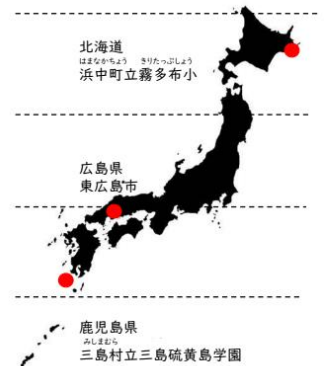 北海道
はまなかちょう きりたっぷしょう
浜中町立霧多布小
広島県
東広島市
鹿児島県
みしまむら
三島村立三島硫黄島学園